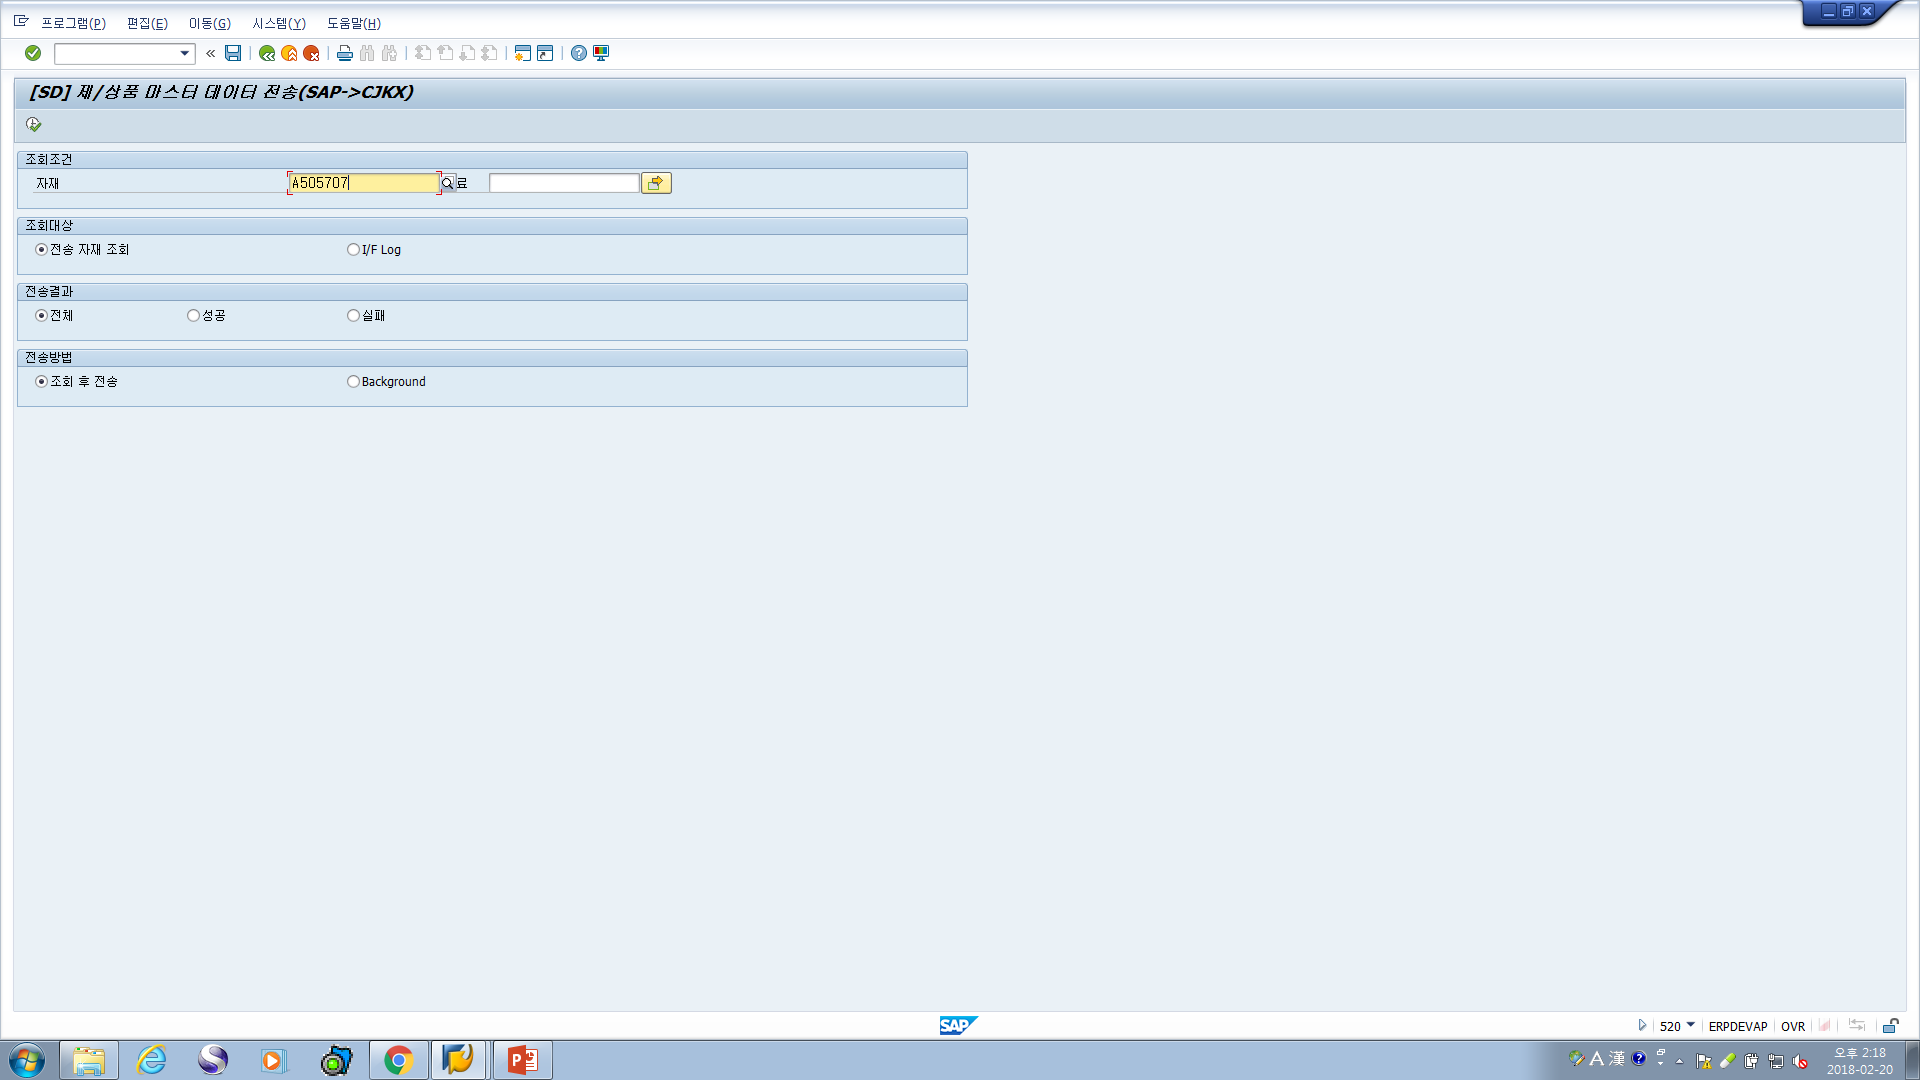 프로그램(P) 편집(E) 이동(G) 시스템(Y) 도움말(H)
[SD] 제/상품 마스터 데이터 전송(SAP->CJKX)
조회조건
자재 A505707 료
조회대상
전송 자재 조회 I/F Log
전송결과
전체 성공 실패
전송방법
조회 후 전송 Background
SAP
520 ERPDEVAP OVR
A 漢 오후 2:18
2018-02-20